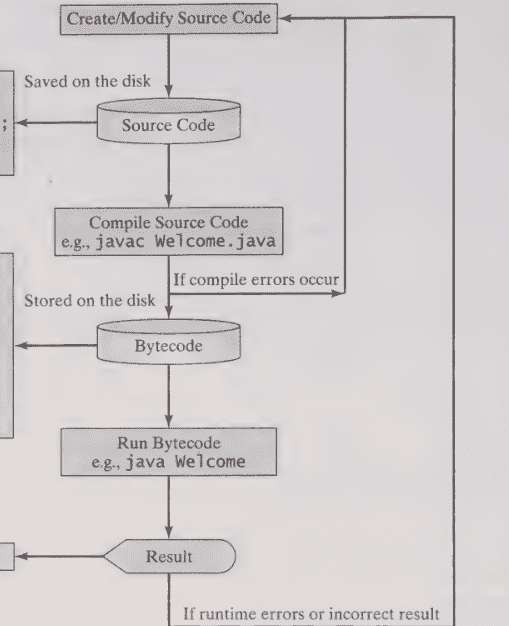 Create/Modify Source Code
Saved on the disk
;
Source Code
Compile Source Code
e.g., javac Welcome.java
If compile errors occur
Stored on the disk
Bytecode
Run Bytecode
e.g., java Welcome
Result
If runtime errors or incorrect result